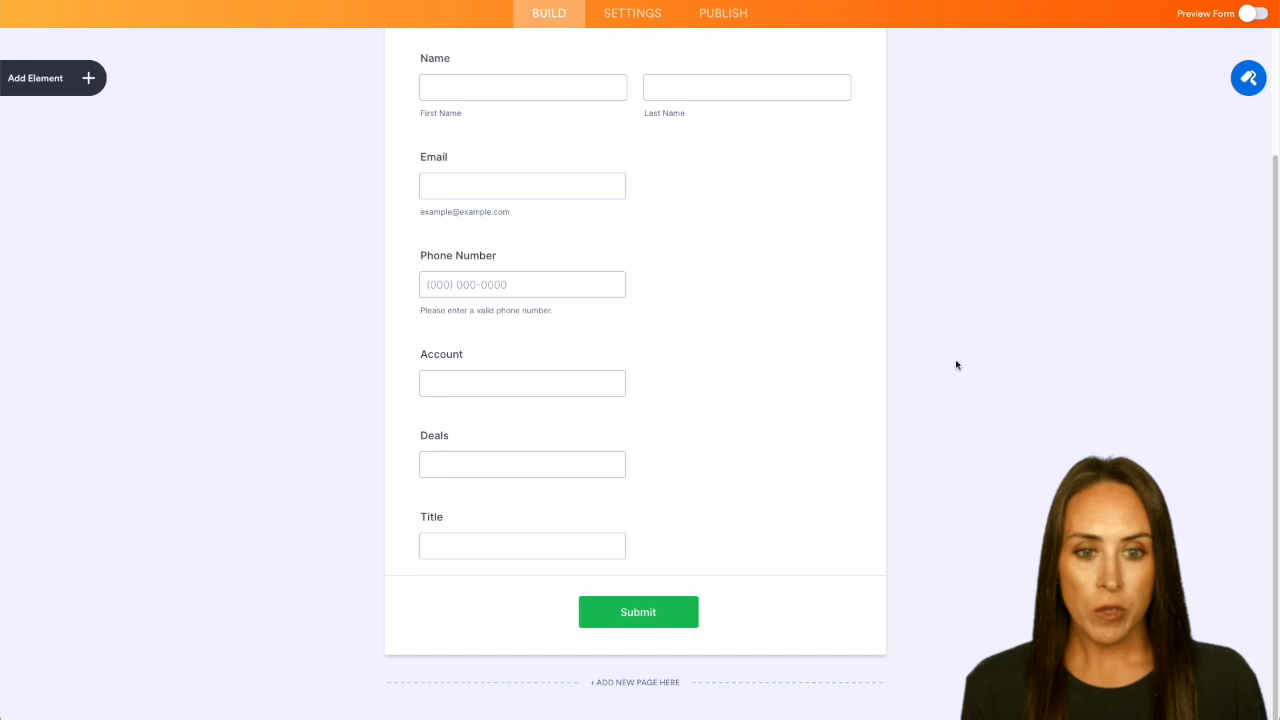 BUILD
SETTINGS
PUBLISH
Preview Form
Add Element
Name
First Name
Last Name
Email
example@example.com
Phone Number
(000) 000-0000
Please enter a valid phone number.
Account
Deals
Title
Submit
+ ADD NEW PAGE HERE